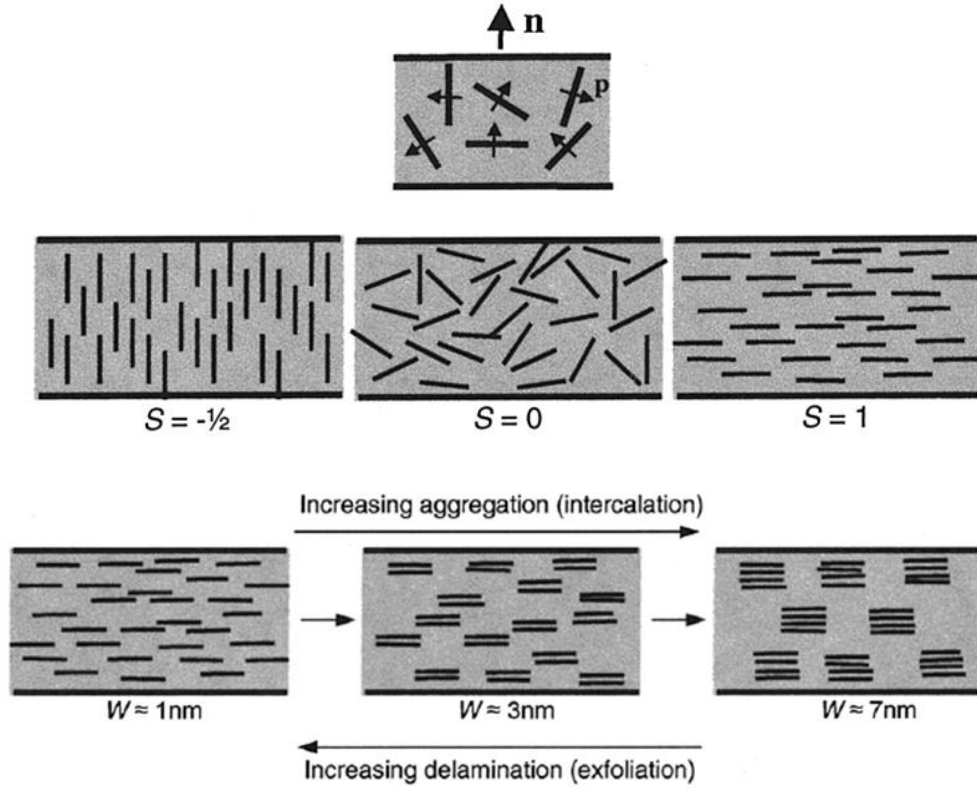 n
p
S = -½
S = 0
S = 1
Increasing aggregation (intercalation)
W ≈ 1nm
W ≈ 3nm
W ≈ 7nm
Increasing delamination (exfoliation)